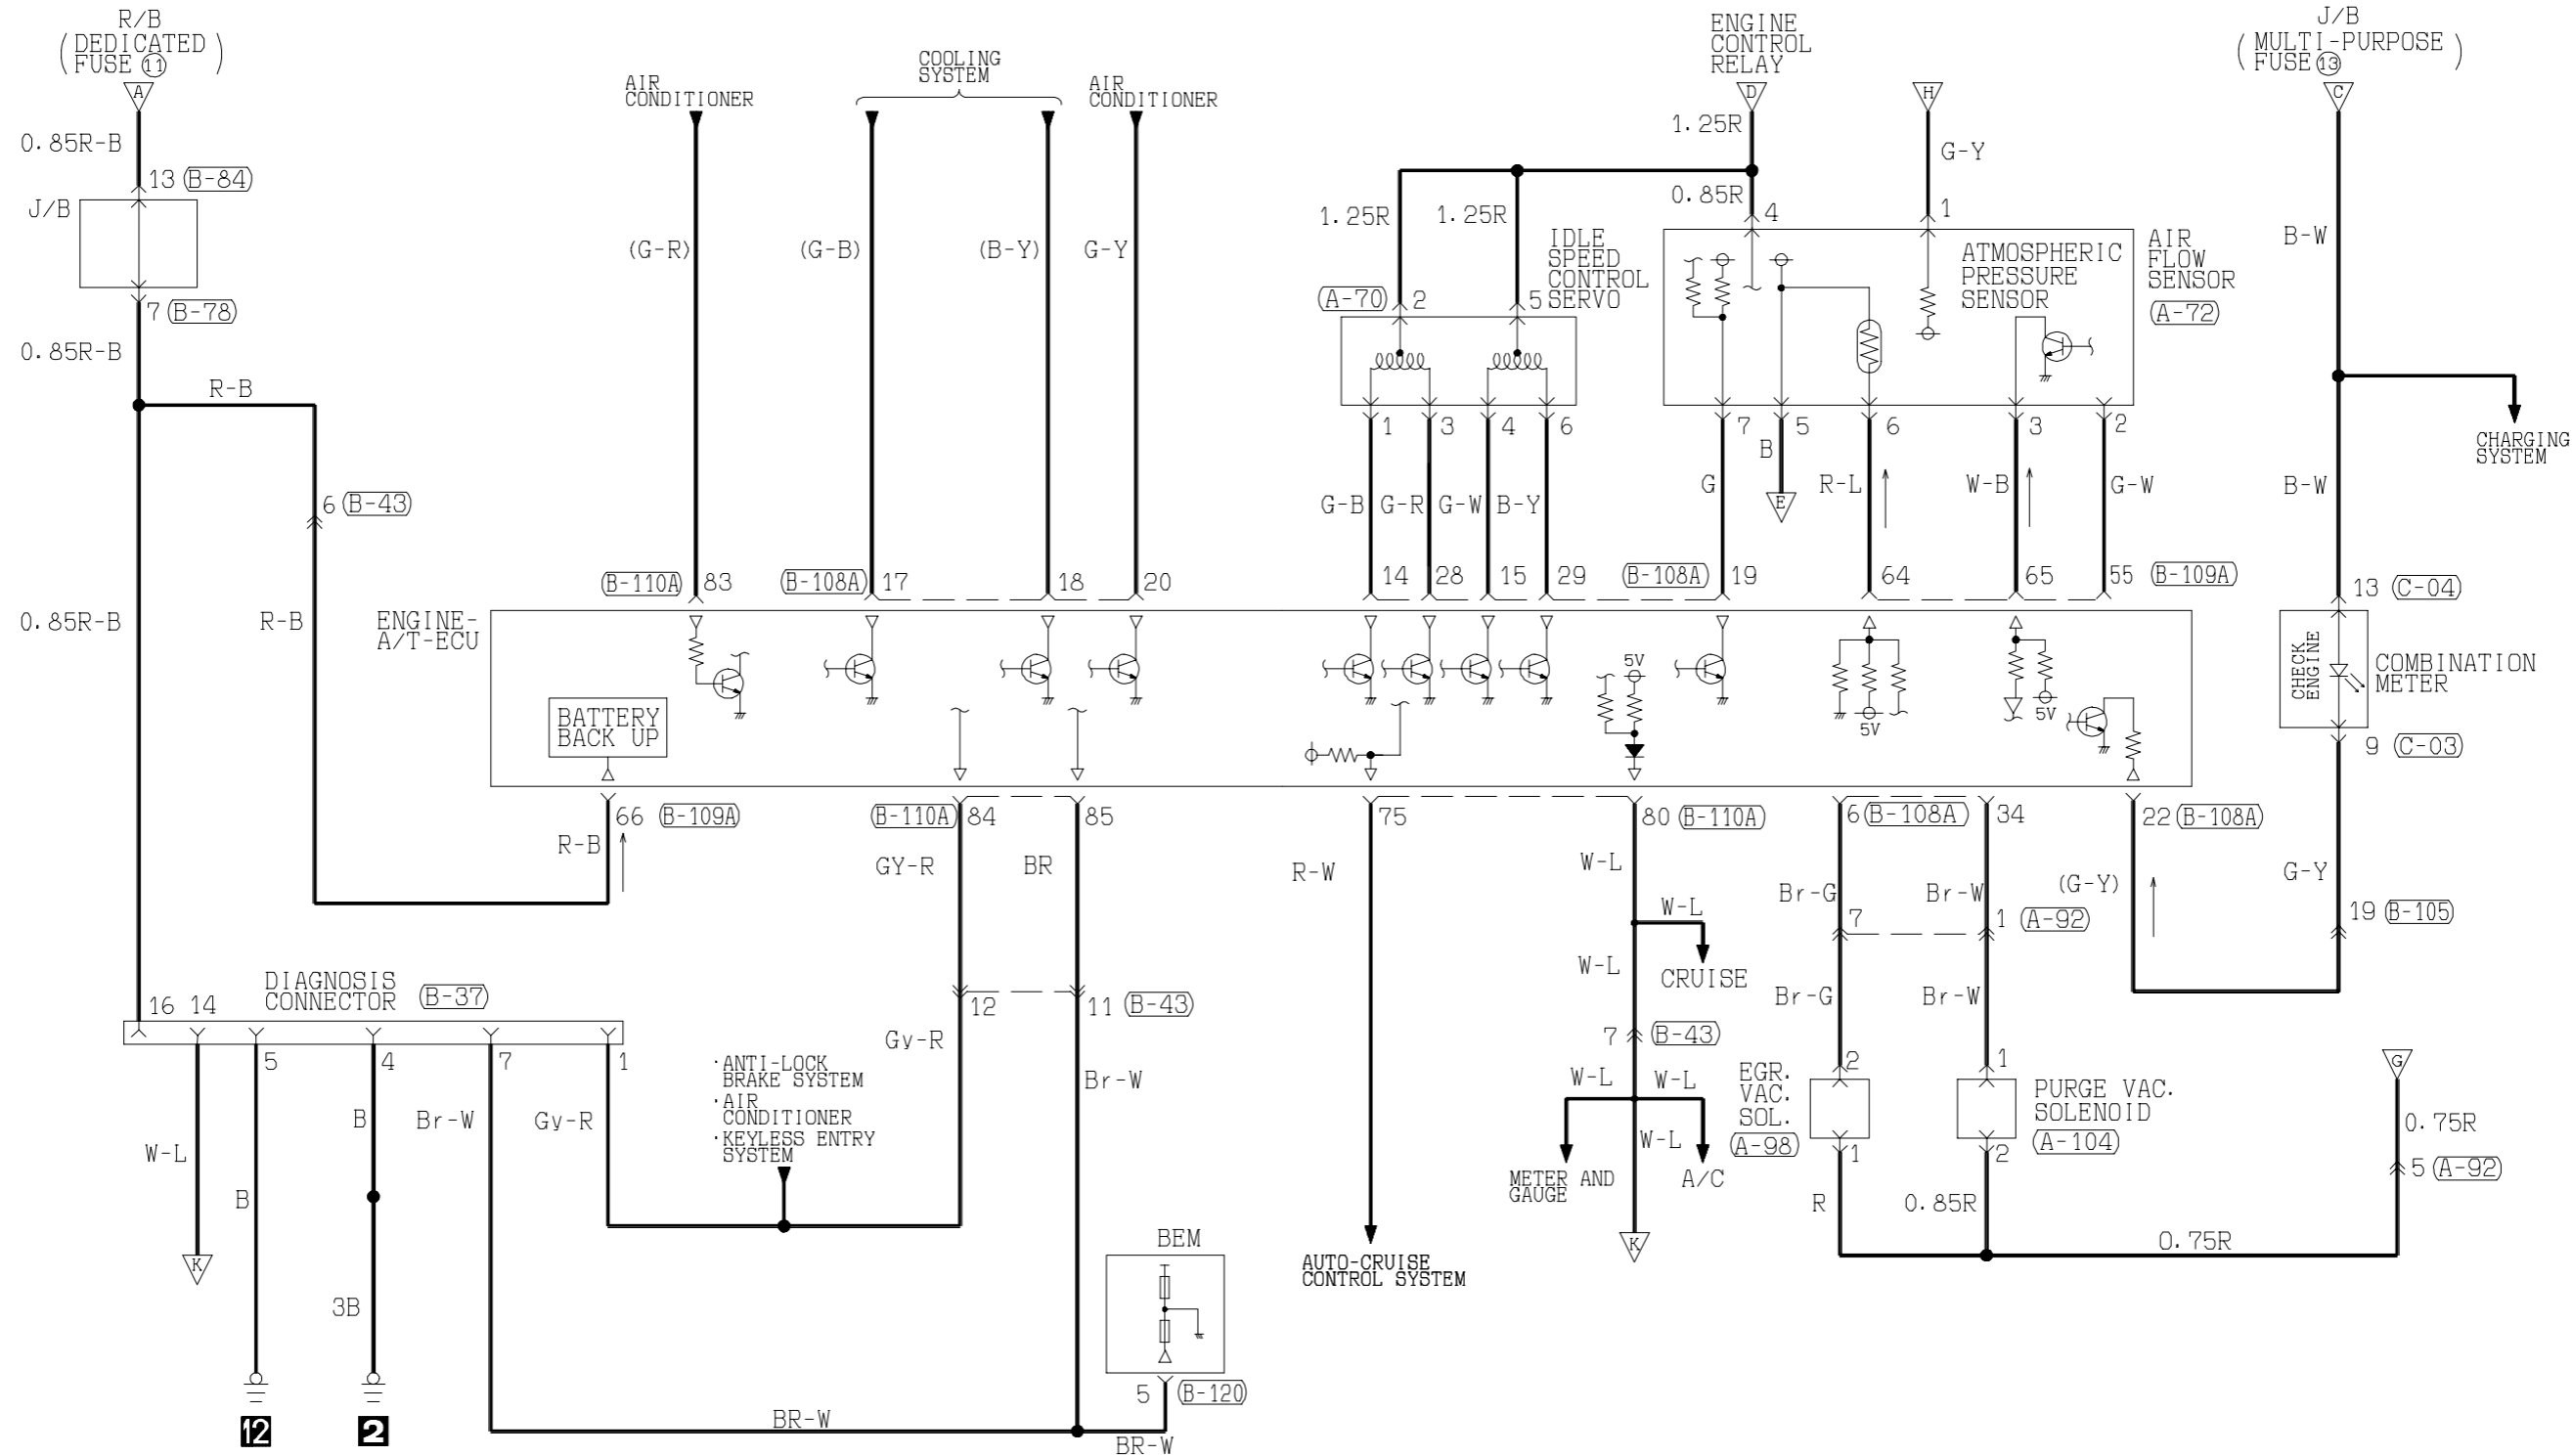 R/B
(DEDICATED
FUSE ⑪)
A
0.85R-B
13 (B-84)
J/B
7 (B-78)
0.85R-B
R-B
6 (B-43)
R-B
0.85R-B
AIR
CONDITIONER
COOLING
SYSTEM
AIR
CONDITIONER
(G-R)
(G-B)
(B-Y)
G-Y
ENGINE
CONTROL
RELAY
D
H
1.25R
G-Y
0.85R
4
1
1.25R
1.25R
IDLE
SPEED
CONTROL
SERVO
(A-70) 2
5
ATMOSPHERIC
PRESSURE
SENSOR
AIR
FLOW
SENSOR
(A-72)
J/B
(MULTI-PURPOSE
FUSE ⑬)
C
B-W
CHARGING
SYSTEM
B-W
1
3
4
6
7
5
6
3
2
G-B
G-R
G-W
B-Y
G
B
E
R-L
W-B
G-W
(B-110A) 83
(B-108A) 17
18
20
14
28
15
29
(B-108A) 19
64
65
55 (B-109A)
13 (C-04)
ENGINE-
A/T-ECU
BATTERY
BACK UP
5V
5V
5V
CHECK
ENGINE
COMBINATION
METER
9 (C-03)
66 (B-109A)
(B-110A) 84
85
75
80 (B-110A)
6 (B-108A)
34
22 (B-108A)
R-B
GY-R
BR
R-W
W-L
Br-G
Br-W
(G-Y)
G-Y
W-L
7
1 (A-92)
19 (B-105)
W-L
CRUISE
Br-G
Br-W
DIAGNOSIS
CONNECTOR (B-37)
16 14
12
11 (B-43)
7 (B-43)
5
4
7
1
Gy-R
·ANTI-LOCK
BRAKE SYSTEM
·AIR
CONDITIONER
·KEYLESS ENTRY
SYSTEM
Br-W
W-L
W-L
W-L
METER AND
GAUGE
A/C
EGR.
VAC.
SOL.
(A-98)
2
1
1
2
PURGE VAC.
SOLENOID
(A-104)
G
0.75R
5 (A-92)
W-L
B
B
Br-W
Gy-R
R
0.85R
0.75R
K
3B
BEM
AUTO-CRUISE
CONTROL SYSTEM
K
5 (B-120)
12
2
BR-W
BR-W